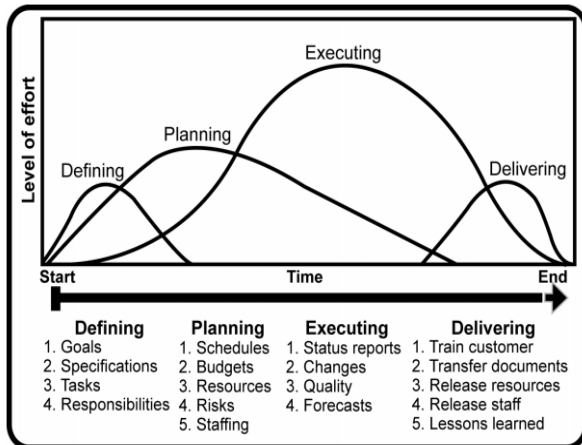 Executing
Planning
Defining
Delivering
Level of effort
Start Time End
Defining
1. Goals
2. Specifications
3. Tasks
4. Responsibilities
Planning
1. Schedules
2. Budgets
3. Resources
4. Risks
5. Staffing
Executing
1. Status reports
2. Changes
3. Quality
4. Forecasts
Delivering
1. Train customer
2. Transfer documents
3. Release resources
4. Release staff
5. Lessons learned